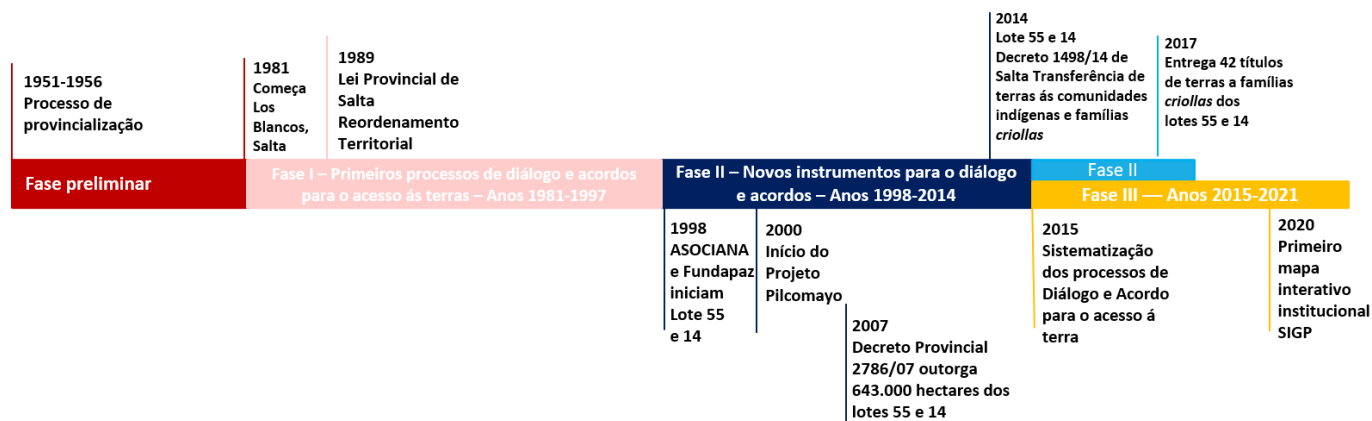 1951-1956
Processo de
provincialização
1981
Começa
Los
Blancos,
Salta
1989
Lei Provincial de
Salta
Reordenamento
Territorial
2014
Lote 55 e 14
Decreto 1498/14 de
Salta Transferência de
terras ás comunidades
indígenas e famílias
criollas
2017
Entrega 42 títulos
de terras a famílias
criollas dos
lotes 55 e 14
Fase preliminar
Fase I – Primeiros processos de diálogo e acordos
para o acesso ás terras – Anos 1981-1997
Fase II – Novos instrumentos para o diálogo
e acordos – Anos 1998-2014
Fase II
Fase III — Anos 2015-2021
1998
ASOCIANA
e Fundapaz
iniciam
Lote 55
e 14
2000
Início do
Projeto
Pilcomayo
2007
Decreto Provincial
2786/07 outorga
643.000 hectares dos
lotes 55 e 14
2015
Sistematização
dos processos de
Diálogo e Acordo
para o acesso á
terra
2020
Primeiro
mapa
interativo
institucional
SIGP